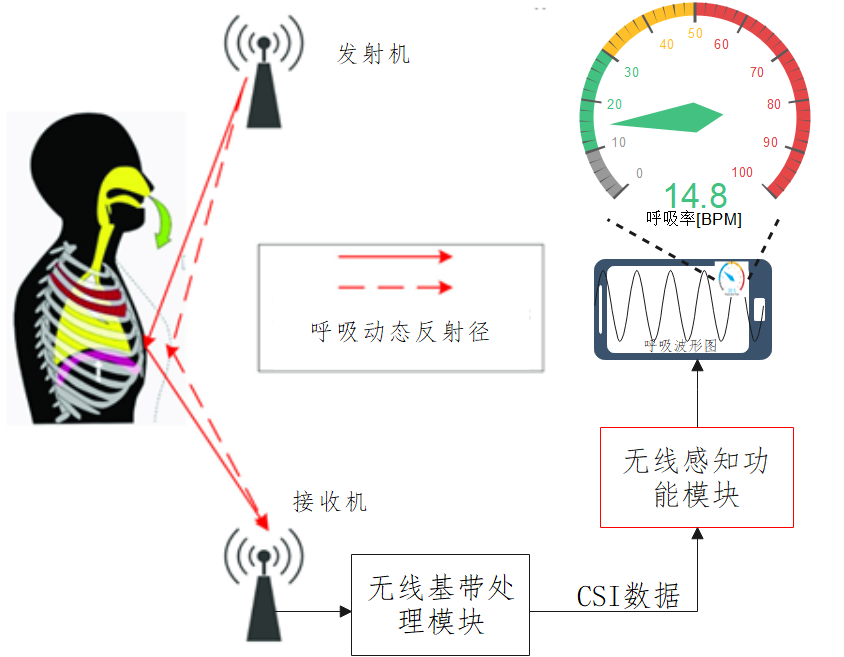 发射机
50
40
60
30
70
20
80
10
90
0
100
14.8
呼吸率[BPM]
呼吸动态反射径
呼吸波形图
无线感知功
能模块
接收机
无线基带处
理模块
CSI数据